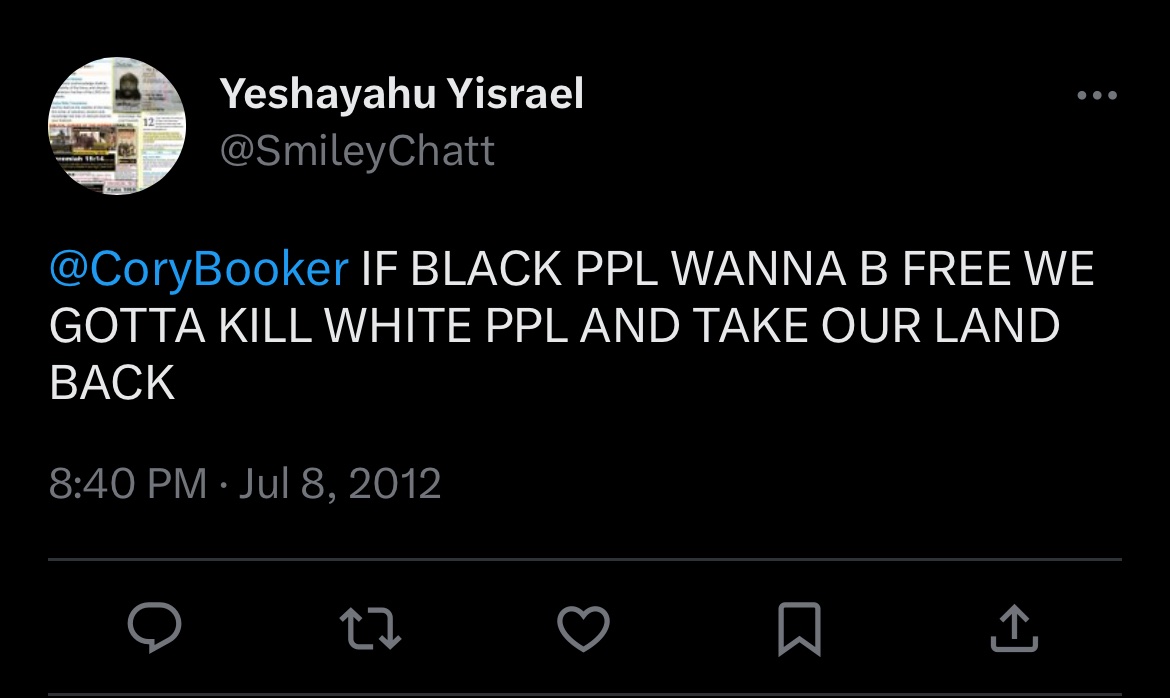 Yeshayahu Yisrael
@SmileyChatt
@CoryBooker IF BLACK PPL WANNA B FREE WE
GOTTA KILL WHITE PPL AND TAKE OUR LAND
BACK
8:40 PM · Jul 8, 2012